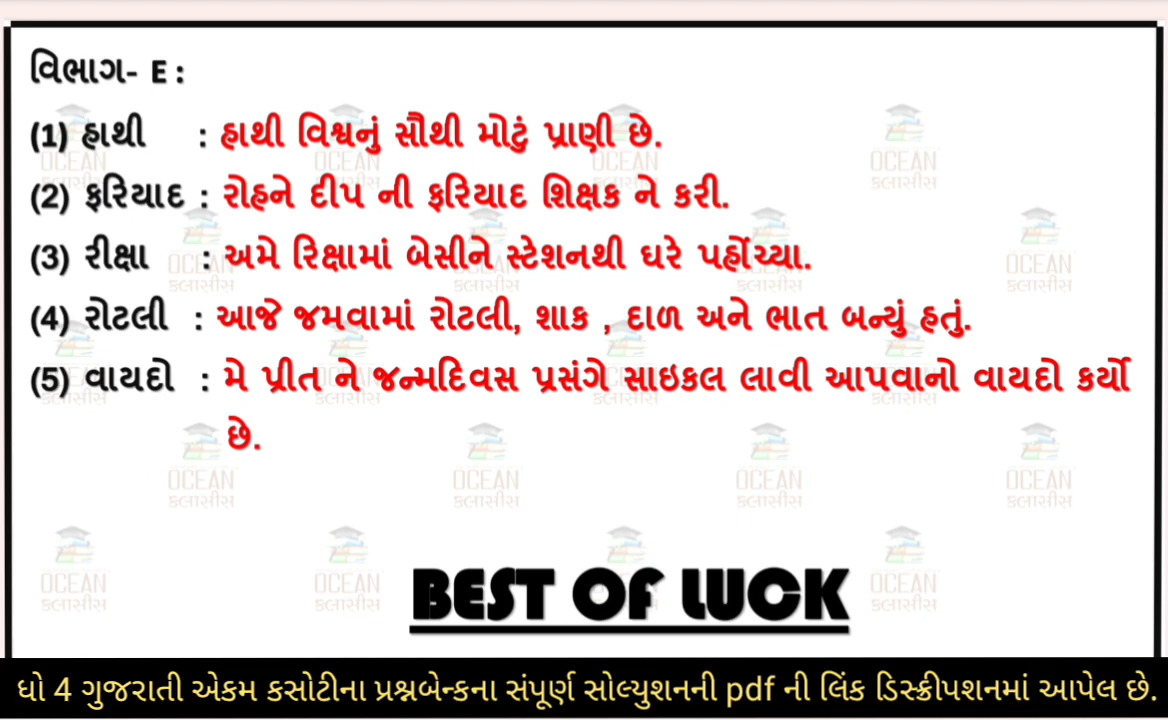 વિભાગ- E :
(1) હાથી : હાથી વિશ્વનું સૌથી મોટું પ્રાણી છે.
(2) ફરિયાદ : રોહને દીપ ની ફરિયાદ શિક્ષક ને કરી.
(3) રીક્ષા : અમે રિક્ષામાં બેસીને સ્ટેશનથી ઘરે પહોંચ્યા.
(4) રોટલી : આજે જમવામાં રોટલી, શાક , દાળ અને ભાત બન્યું હતું.
(5) વાયદો : મે પ્રીત ને જન્મદિવસ પ્રસંગે સાઇકલ લાવી આપવાનો વાયદો કર્યો
છે.
BEST OF LUCK
ધો 4 ગુજરાતી એકમ કસોટીના પ્રશ્નબેન્કના સંપૂર્ણ સોલ્યુશનની pdf ની લિંક ડિસ્ક્રીપશનમાં આપેલ છે.
OCEAN
ક્લાસીસ